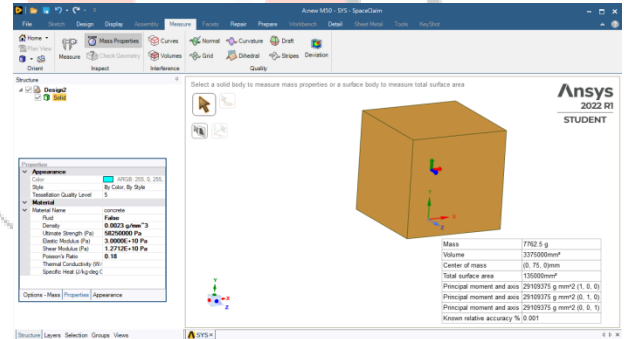 Anew M50 - SYS - SpaceClaim
File Sketch Design Display Assembly Measure Facets Repair Prepare Workbench Detail Sheet Metal Tools KeyShot
Home
Plan View
Orient
Measure
Mass Properties
Check Geometry
Inspect
Curves
Volumes
Interference
Normal
Grid
Curvature
Dihedral
Draft
Stripes
Deviation
Quality
Structure
Design2
Solid
Select a solid body to measure mass properties or a surface body to measure total surface area
Ansys
2022 R1
STUDENT
Properties
Appearance
Color ARGB: 255, 0, 255,
Style By Color, By Style
Tessellation Quality Level 5
Material
Material Name concrete
Fluid False
Density 0.0023 g/mm^3
Ultimate Strength (Pa) 58250000 Pa
Elastic Modulus (Pa) 3.0000E+10 Pa
Shear Modulus (Pa) 1.2712E+10 Pa
Poisson's Ratio 0.18
Thermal Conductivity (W/
Specific Heat (J/kg-deg C
Options - Mass Properties Appearance
Y
X
Z
Y
X
Z
Mass 7762.5 g
Volume 3375000mm³
Center of mass (0, 75, 0)mm
Total surface area 135000mm²
Principal moment and axis 29109375 g mm^2 (1, 0, 0)
Principal moment and axis 29109375 g mm^2 (0, 1, 0)
Principal moment and axis 29109375 g mm^2 (0, 0, 1)
Known relative accuracy % 0.001
Structure Layers Selection Groups Views
SYS